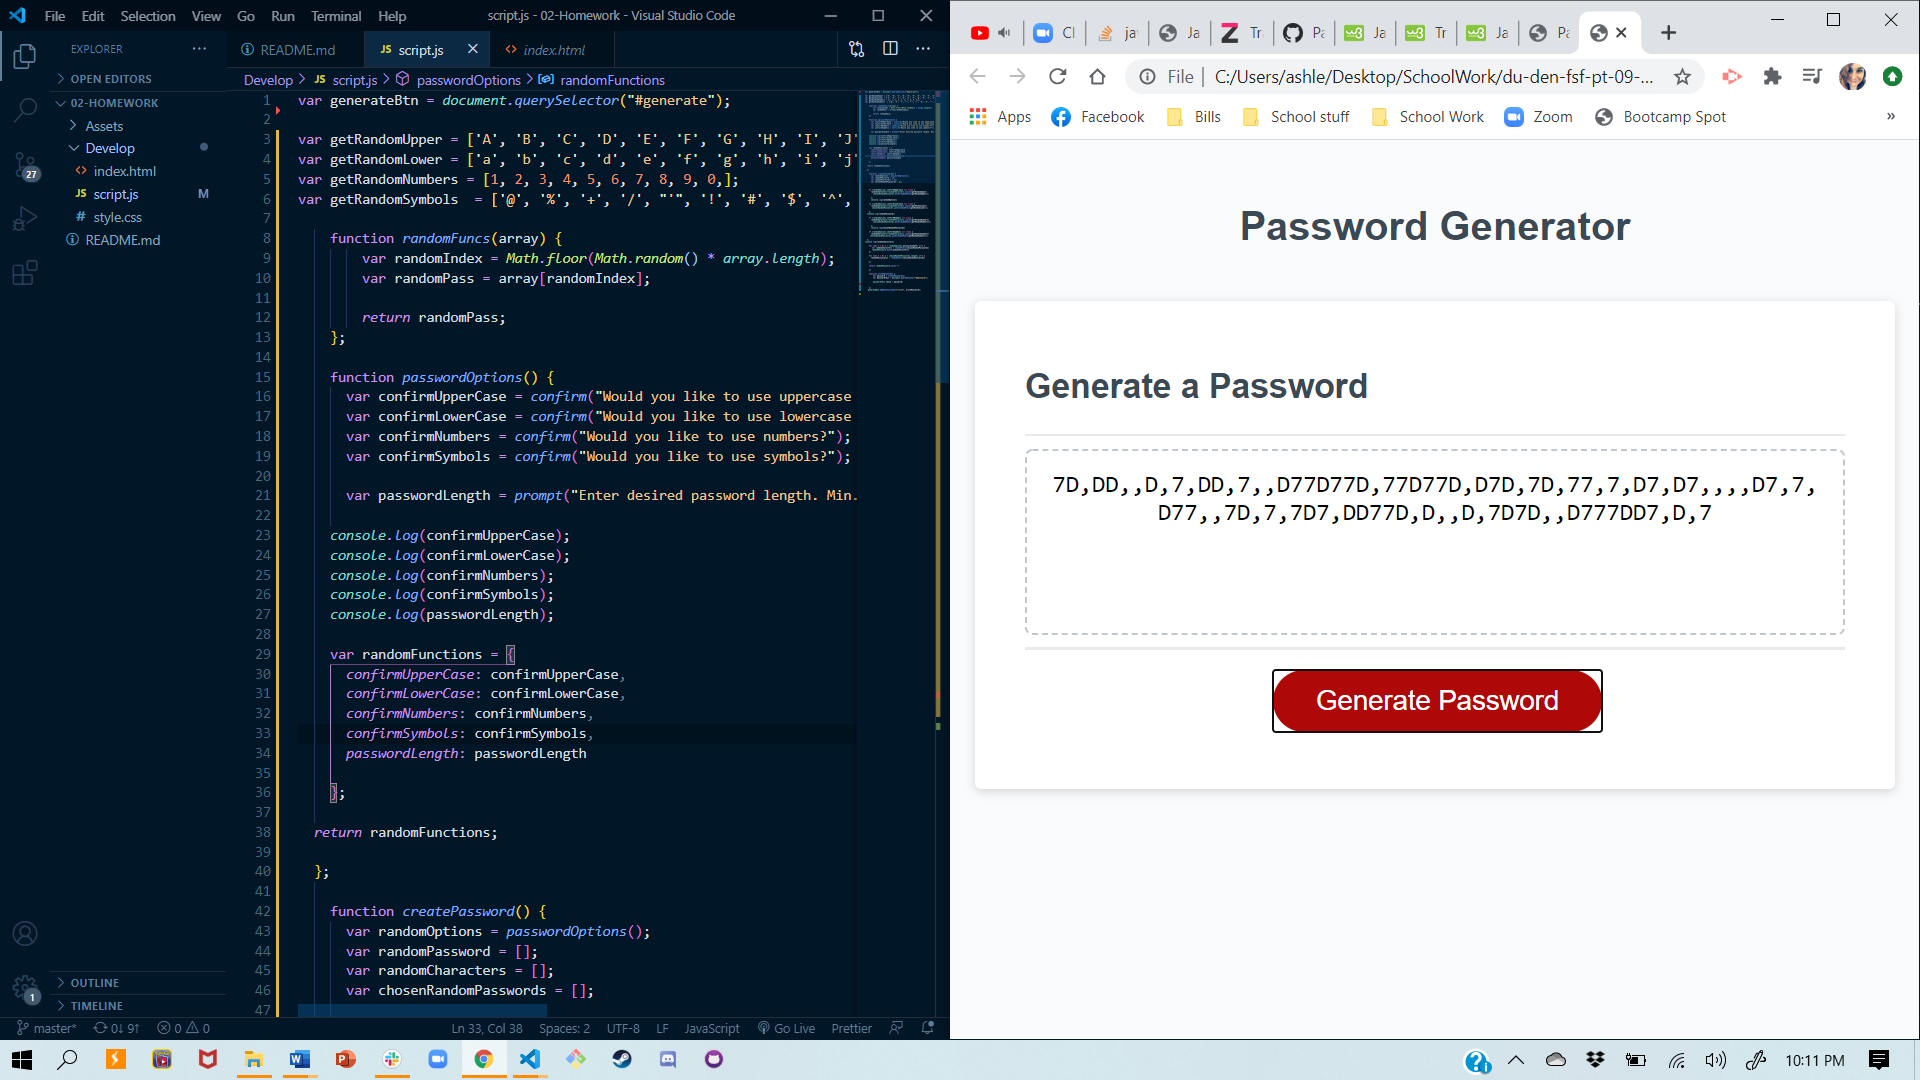 File Edit Selection View Go Run Terminal Help
script.js - 02-Homework - Visual Studio Code
EXPLORER
OPEN EDITORS
02-HOMEWORK
Assets
Develop
<> index.html
JS script.js M
# style.css
README.md
27
OUTLINE
TIMELINE
1
README.md
JS script.js
<> index.html
Develop > JS script.js > passwordOptions > randomFunctions
1 var generateBtn = document.querySelector("#generate");
2
3 var getRandomUpper = ['A', 'B', 'C', 'D', 'E', 'F', 'G', 'H', 'I', 'J'
4 var getRandomLower = ['a', 'b', 'c', 'd', 'e', 'f', 'g', 'h', 'i', 'j'
5 var getRandomNumbers = [1, 2, 3, 4, 5, 6, 7, 8, 9, 0,];
6 var getRandomSymbols  = ['@', '%', '+', '/', "'", '!', '#', '$', '^',
7
8 function randomFuncs(array) {
9 var randomIndex = Math.floor(Math.random() * array.length);
10 var randomPass = array[randomIndex];
11
12 return randomPass;
13 };
14
15 function passwordOptions() {
16 var confirmUpperCase = confirm("Would you like to use uppercase
17 var confirmLowerCase = confirm("Would you like to use lowercase
18 var confirmNumbers = confirm("Would you like to use numbers?");
19 var confirmSymbols = confirm("Would you like to use symbols?");
20
21 var passwordLength = prompt("Enter desired password length. Min.
22
23 console.log(confirmUpperCase);
24 console.log(confirmLowerCase);
25 console.log(confirmNumbers);
26 console.log(confirmSymbols);
27 console.log(passwordLength);
28
29 var randomFunctions = {
30 confirmUpperCase: confirmUpperCase,
31 confirmLowerCase: confirmLowerCase,
32 confirmNumbers: confirmNumbers,
33 confirmSymbols: confirmSymbols,
34 passwordLength: passwordLength
35
36 };
37
38 return randomFunctions;
39
40 };
41
42 function createPassword() {
43 var randomOptions = passwordOptions();
44 var randomPassword = [];
45 var randomCharacters = [];
46 var chosenRandomPasswords = [];
47
master* 0↓ 9↑ 0 0
Ln 33, Col 38 Spaces: 2 UTF-8 LF JavaScript Go Live Prettier
Cl ja Ja Tr Pa Ja Tr Ja Pa
File | C:/Users/ashle/Desktop/SchoolWork/du-den-fsf-pt-09-...
Apps Facebook Bills School stuff School Work Zoom Bootcamp Spot »
Password Generator
Generate a Password
7D,DD,,D,7,DD,7,,D77D77D,77D77D,D7D,7D,77,7,D7,D7,,,,D7,7,
D77,,7D,7,7D7,DD77D,D,,D,7D7D,,D777DD7,D,7
Generate Password
10:11 PM